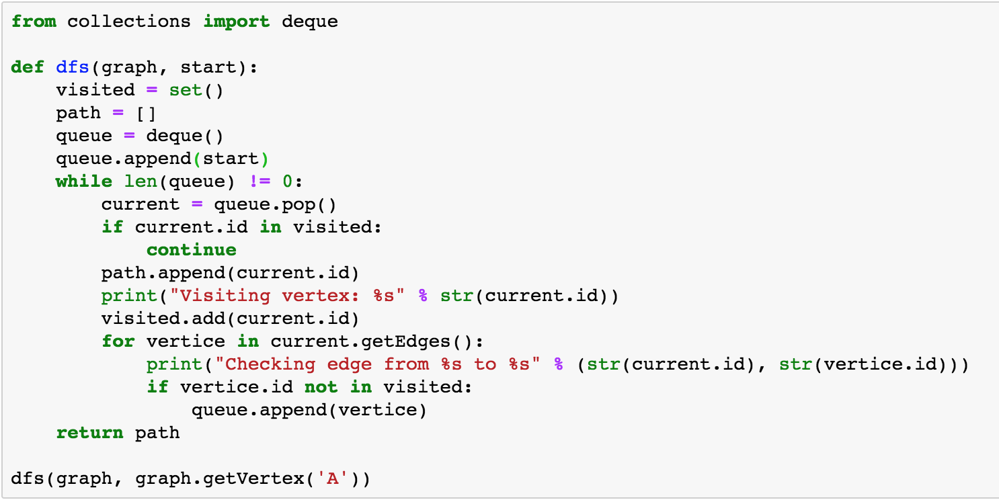 from collections import deque

def dfs(graph, start):
    visited = set()
    path = []
    queue = deque()
    queue.append(start)
    while len(queue) != 0:
        current = queue.pop()
        if current.id in visited:
            continue
        path.append(current.id)
        print("Visiting vertex: %s" % str(current.id))
        visited.add(current.id)
        for vertice in current.getEdges():
            print("Checking edge from %s to %s" % (str(current.id), str(vertice.id)))
            if vertice.id not in visited:
                queue.append(vertice)
    return path

dfs(graph, graph.getVertex('A'))